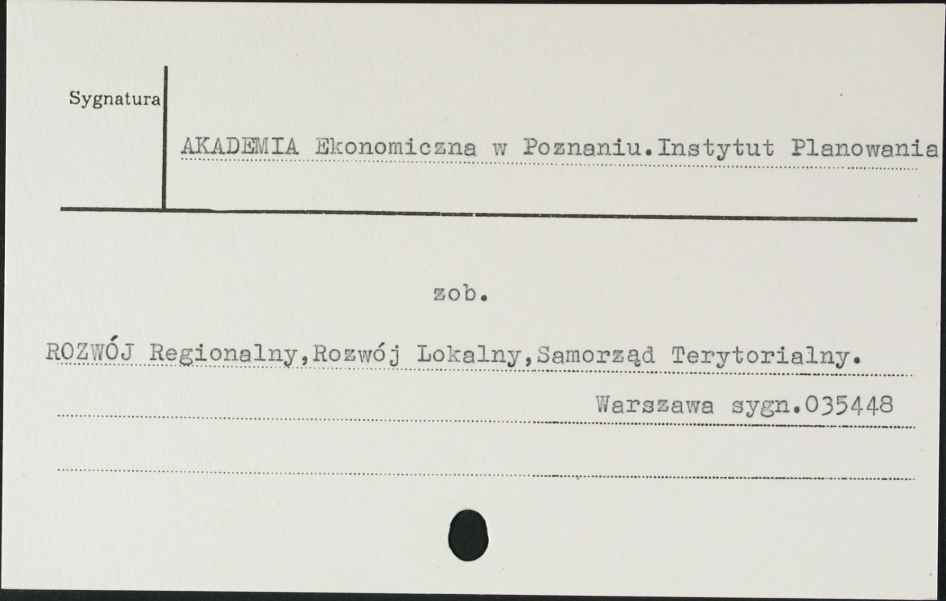 Sygnatura
AKADEMIA Ekonomiczna w Poznaniu.Instytut Planowania
zob.
ROZWÓJ Regionalny,Rozwój Lokalny,Samorząd Terytorialny.
Warszawa sygn.035448